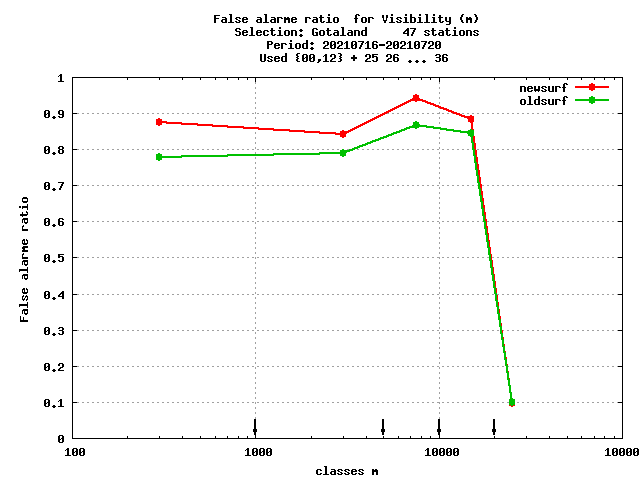 False alarme ratio  for Visibility (m)
Selection: Gotaland     47 stations
Period: 20210716-20210720
Used {00,12} + 25 26 ... 36
newsurf
oldsurf
1
0.9
0.8
0.7
0.6
0.5
0.4
0.3
0.2
0.1
0
False alarme ratio
100 1000 10000 10000
classes m